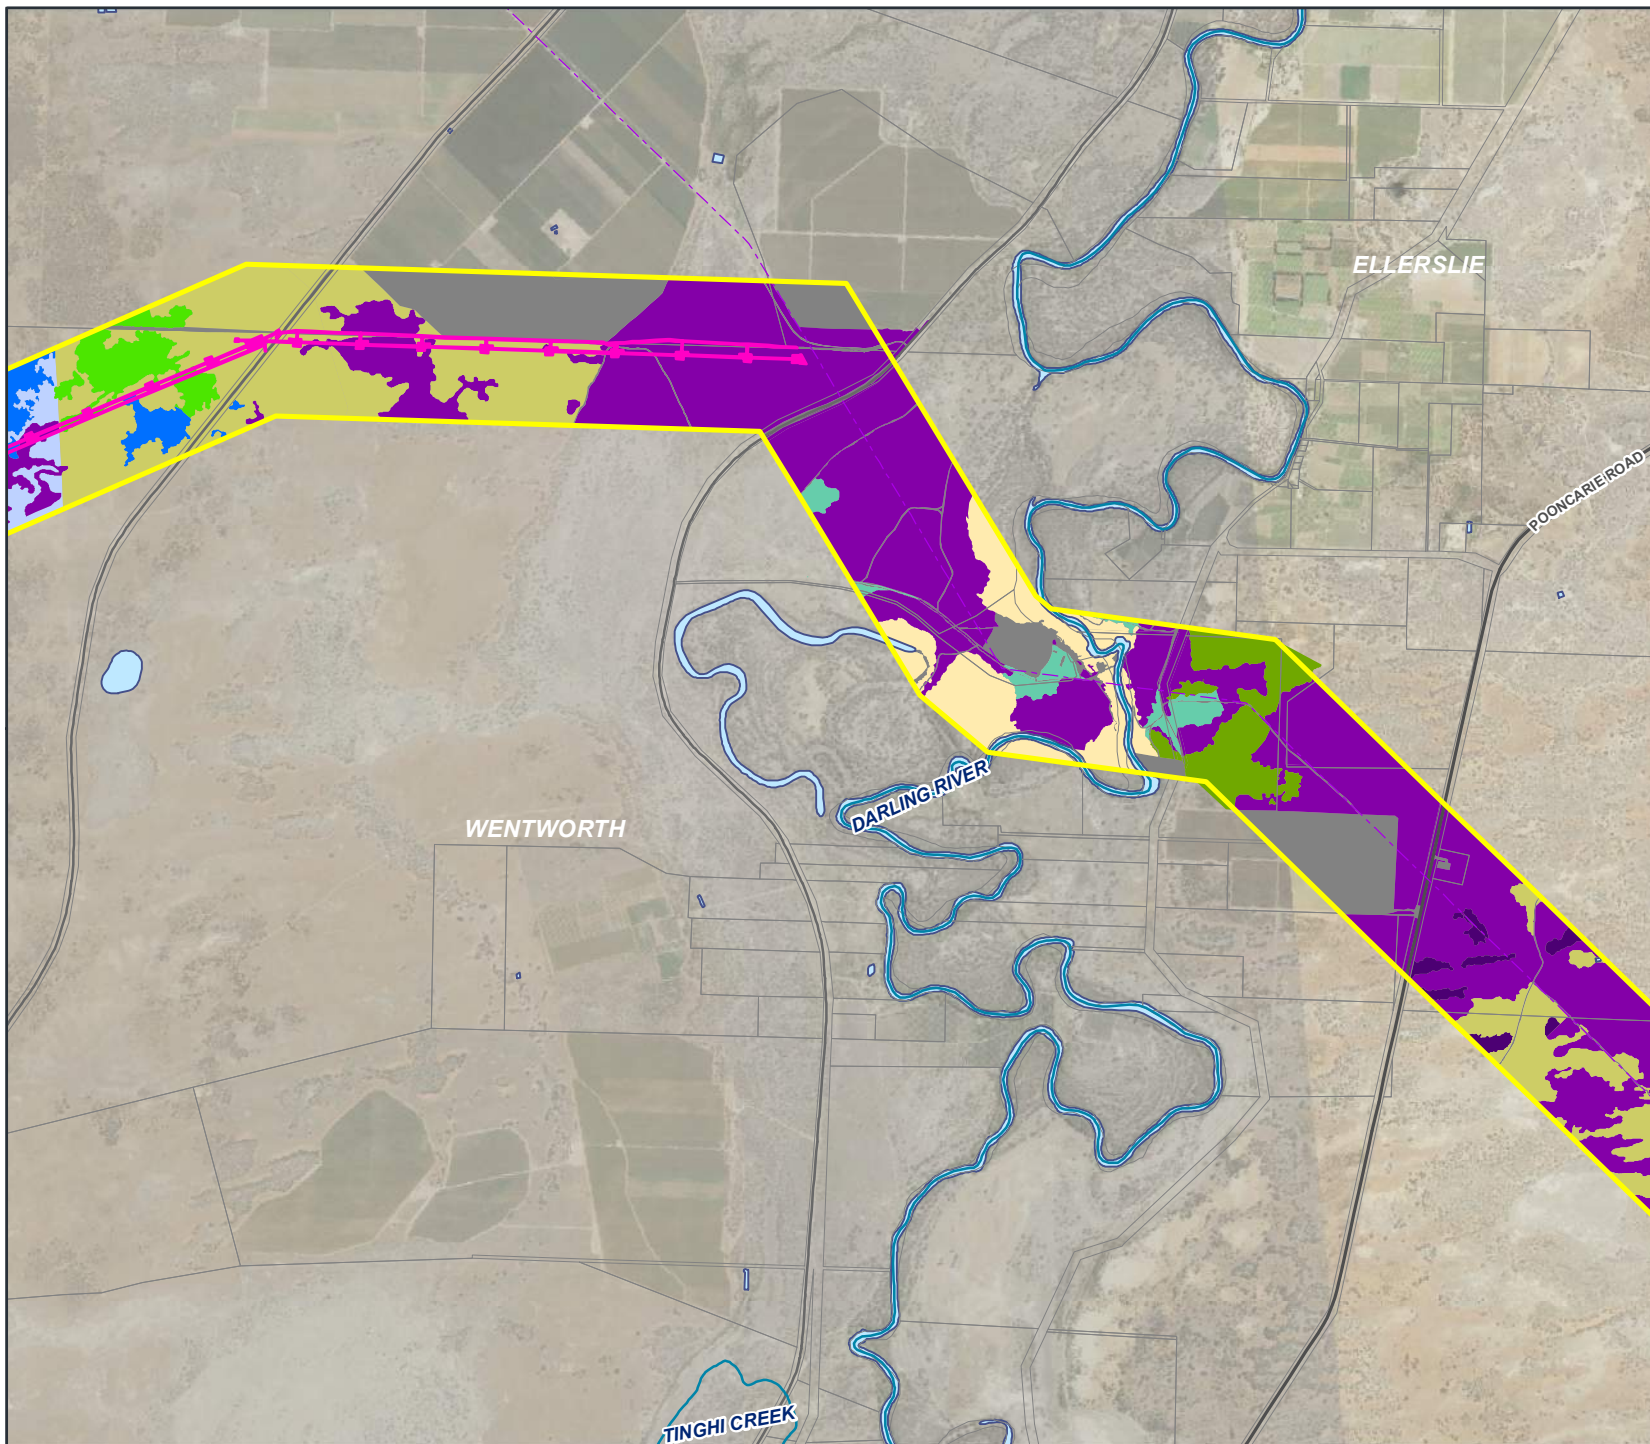 ELLERSLIE
POONCARIE ROAD
DARLING RIVER
WENTWORTH
TINGHI CREEK